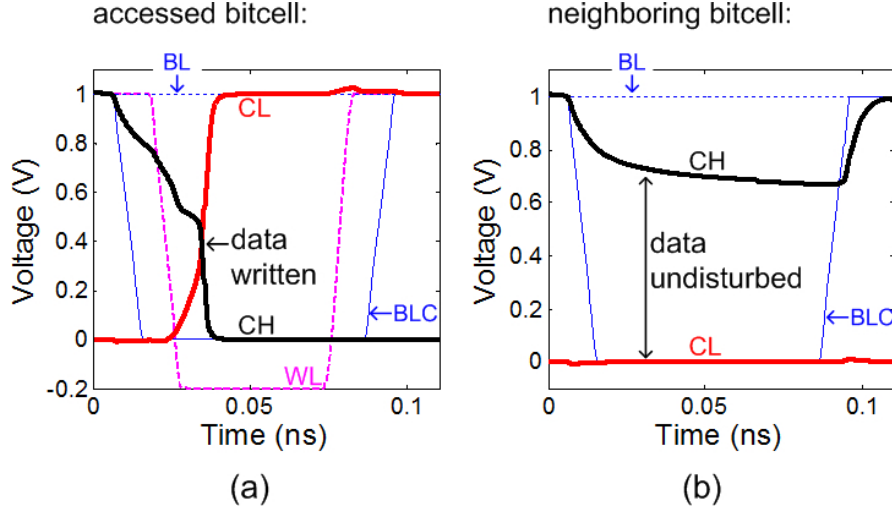 accessed bitcell:
BL
1
0.8
0.6
0.4
0.2
0
-0.2
Voltage (V)
CL
data
written
CH
BLC
WL
0
0.05
0.1
Time (ns)
(a)
neighboring bitcell:
BL
1
0.8
0.6
0.4
0.2
0
Voltage (V)
CH
data
undisturbed
BLC
CL
0
0.05
0.1
Time (ns)
(b)